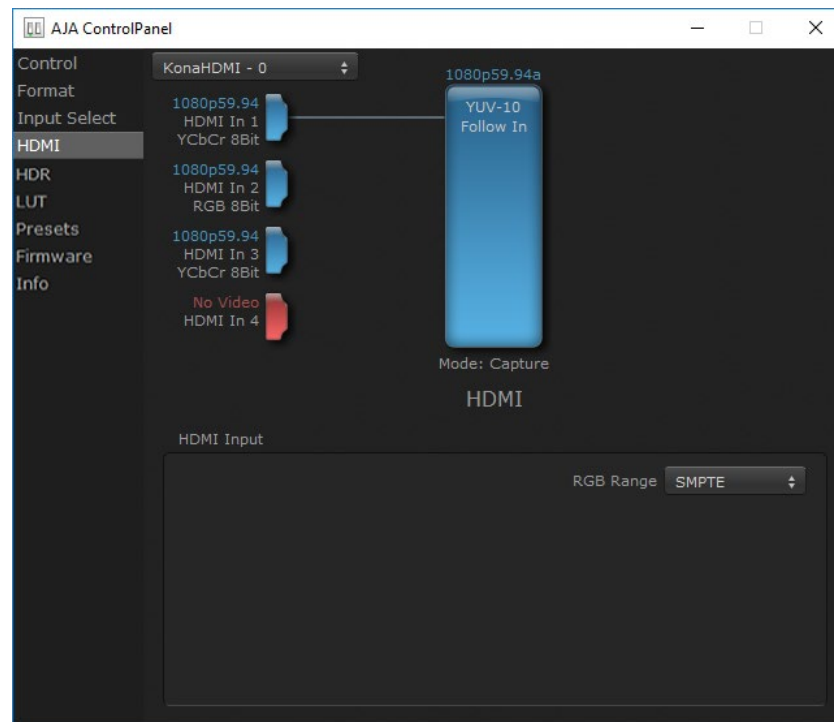 AJA ControlPanel
Control
Format
Input Select
HDMI
HDR
LUT
Presets
Firmware
Info
KonaHDMI - 0
1080p59.94
HDMI In 1
YCbCr 8Bit
1080p59.94
HDMI In 2
RGB 8Bit
1080p59.94
HDMI In 3
YCbCr 8Bit
No Video
HDMI In 4
1080p59.94a
YUV-10
Follow In
Mode: Capture
HDMI
HDMI Input
RGB Range SMPTE